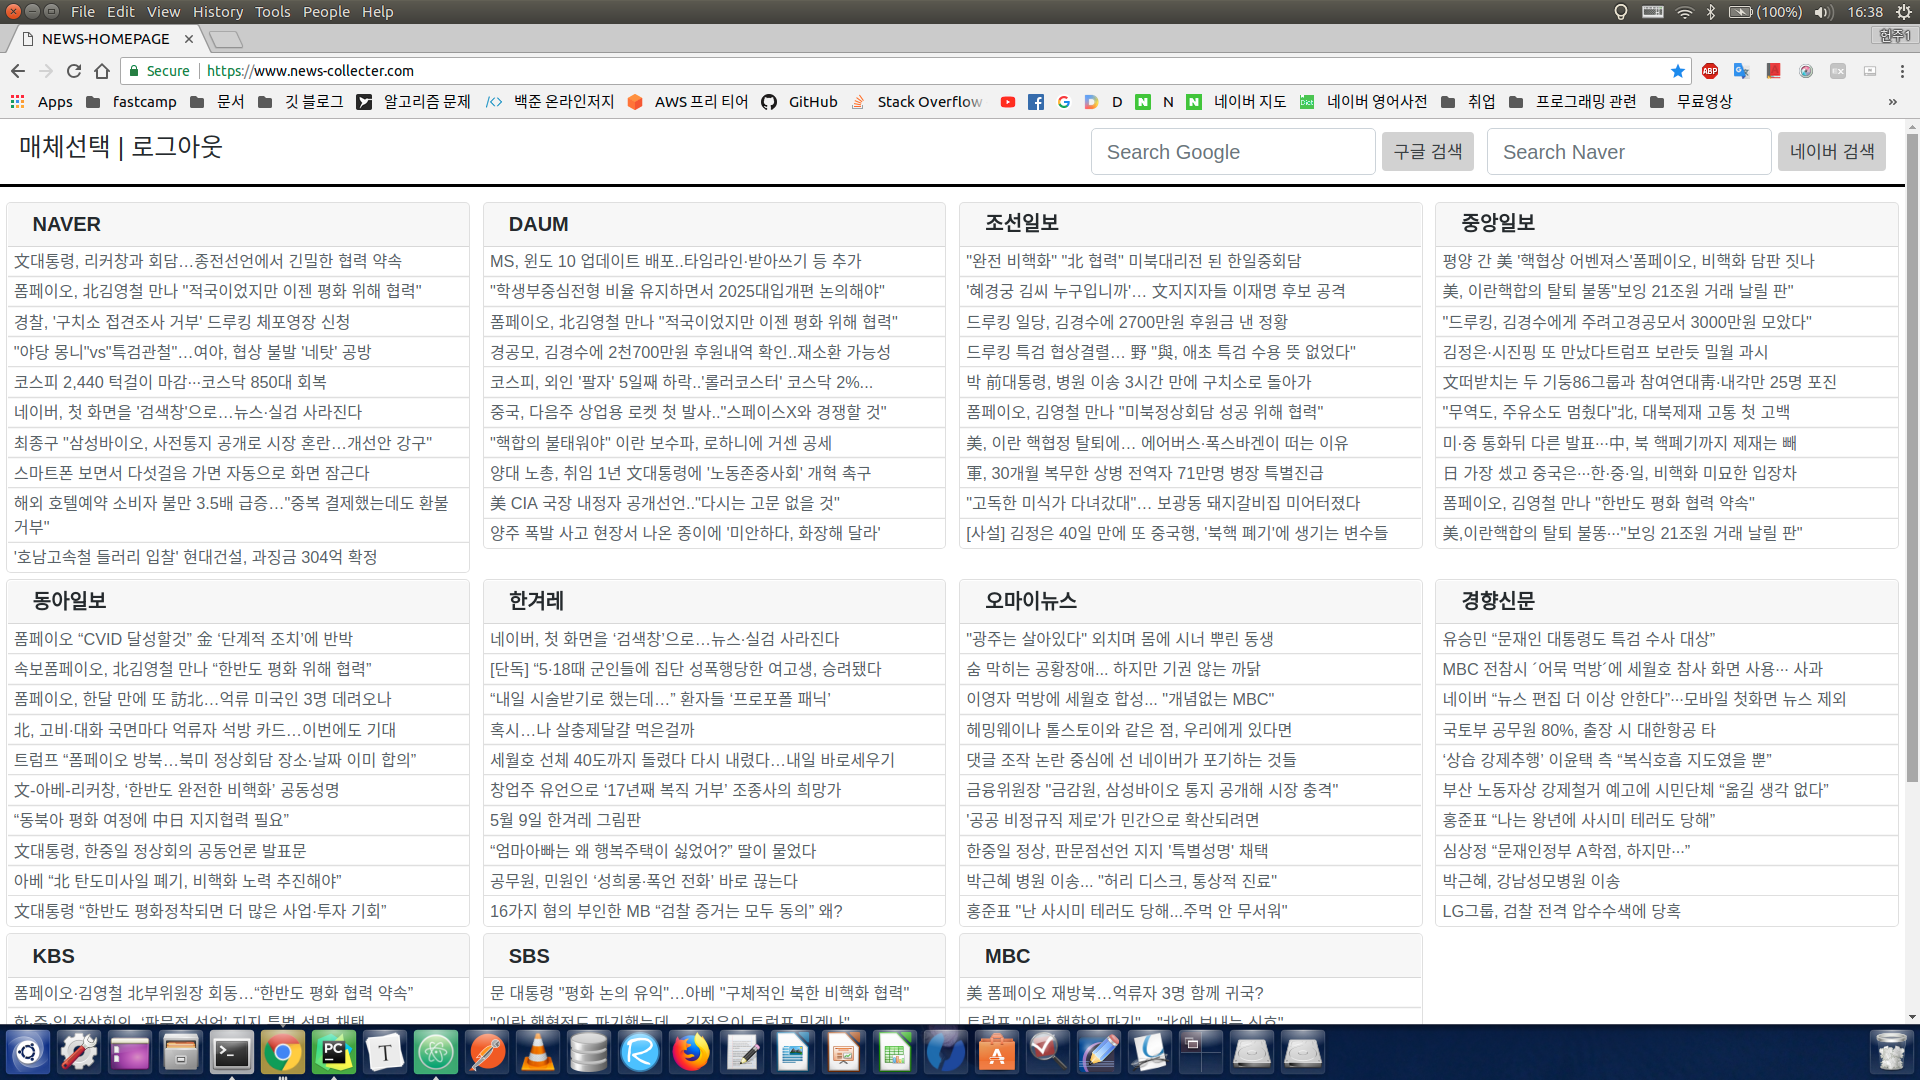 File Edit View History Tools People Help
(100%) 16:38
NEWS-HOMEPAGE
현주1
Secure https://www.news-collecter.com
Apps fastcamp 문서 깃 블로그 알고리즘 문제 백준 온라인저지 AWS 프리 티어 GitHub Stack Overflow D N 네이버 지도 네이버 영어사전 취업 프로그래밍 관련 무료영상 »
매체선택 | 로그아웃
Search Google 구글 검색 Search Naver 네이버 검색
NAVER
文대통령, 리커창과 회담…종전선언에서 긴밀한 협력 약속
폼페이오, 北김영철 만나 "적국이었지만 이젠 평화 위해 협력"
경찰, '구치소 접견조사 거부' 드루킹 체포영장 신청
"야당 몽니"vs"특검관철"…여야, 협상 불발 '네탓' 공방
코스피 2,440 턱걸이 마감···코스닥 850대 회복
네이버, 첫 화면을 '검색창'으로…뉴스·실검 사라진다
최종구 "삼성바이오, 사전통지 공개로 시장 혼란…개선안 강구"
스마트폰 보면서 다섯걸음 가면 자동으로 화면 잠근다
해외 호텔예약 소비자 불만 3.5배 급증…"중복 결제했는데도 환불
거부"
'호남고속철 들러리 입찰' 현대건설, 과징금 304억 확정
DAUM
MS, 윈도 10 업데이트 배포..타임라인·받아쓰기 등 추가
"학생부중심전형 비율 유지하면서 2025대입개편 논의해야"
폼페이오, 北김영철 만나 "적국이었지만 이젠 평화 위해 협력"
경공모, 김경수에 2천700만원 후원내역 확인..재소환 가능성
코스피, 외인 '팔자' 5일째 하락..'롤러코스터' 코스닥 2%...
중국, 다음주 상업용 로켓 첫 발사.."스페이스X와 경쟁할 것"
"핵합의 불태워야" 이란 보수파, 로하니에 거센 공세
양대 노총, 취임 1년 文대통령에 '노동존중사회' 개혁 촉구
美 CIA 국장 내정자 공개선언.."다시는 고문 없을 것"
양주 폭발 사고 현장서 나온 종이에 '미안하다, 화장해 달라'
조선일보
"완전 비핵화" "北 협력" 미북대리전 된 한일중회담
'혜경궁 김씨 누구입니까'… 文지지자들 이재명 후보 공격
드루킹 일당, 김경수에 2700만원 후원금 낸 정황
드루킹 특검 협상결렬… 野 "與, 애초 특검 수용 뜻 없었다"
박 前대통령, 병원 이송 3시간 만에 구치소로 돌아가
폼페이오, 김영철 만나 "미북정상회담 성공 위해 협력"
美, 이란 핵협정 탈퇴에… 에어버스·폭스바겐이 떠는 이유
軍, 30개월 복무한 상병 전역자 71만명 병장 특별진급
"고독한 미식가 다녀갔대"… 보광동 돼지갈비집 미어터졌다
[사설] 김정은 40일 만에 또 중국행, '북핵 폐기'에 생기는 변수들
중앙일보
평양 간 美 '핵협상 어벤져스'폼페이오, 비핵화 담판 짓나
美, 이란핵합의 탈퇴 불똥"보잉 21조원 거래 날릴 판"
"드루킹, 김경수에게 주려고경공모서 3000만원 모았다"
김정은·시진핑 또 만났다트럼프 보란듯 밀월 과시
文떠받치는 두 기둥86그룹과 참여연대靑·내각만 25명 포진
"무역도, 주유소도 멈췄다"北, 대북제재 고통 첫 고백
미·중 통화뒤 다른 발표···中, 북 핵폐기까지 제재는 빼
日 가장 셌고 중국은···한·중·일, 비핵화 미묘한 입장차
폼페이오, 김영철 만나 "한반도 평화 협력 약속"
美,이란핵합의 탈퇴 불똥···"보잉 21조원 거래 날릴 판"
동아일보
폼페이오 “CVID 달성할것” 金 ‘단계적 조치’에 반박
속보폼페이오, 北김영철 만나 “한반도 평화 위해 협력”
폼페이오, 한달 만에 또 訪北…억류 미국인 3명 데려오나
北, 고비·대화 국면마다 억류자 석방 카드…이번에도 기대
트럼프 “폼페이오 방북…북미 정상회담 장소·날짜 이미 합의”
文-아베-리커창, ‘한반도 완전한 비핵화’ 공동성명
“동북아 평화 여정에 中日 지지협력 필요”
文대통령, 한중일 정상회의 공동언론 발표문
아베 “北 탄도미사일 폐기, 비핵화 노력 추진해야”
文대통령 “한반도 평화정착되면 더 많은 사업·투자 기회”
한겨레
네이버, 첫 화면을 ‘검색창’으로…뉴스·실검 사라진다
[단독] “5·18때 군인들에 집단 성폭행당한 여고생, 승려됐다
“내일 시술받기로 했는데…” 환자들 ‘프로포폴 패닉’
혹시…나 살충제달걀 먹은걸까
세월호 선체 40도까지 돌렸다 다시 내렸다…내일 바로세우기
창업주 유언으로 ‘17년째 복직 거부’ 조종사의 희망가
5월 9일 한겨레 그림판
“엄마아빠는 왜 행복주택이 싫었어?” 딸이 물었다
공무원, 민원인 ‘성희롱·폭언 전화’ 바로 끊는다
16가지 혐의 부인한 MB “검찰 증거는 모두 동의” 왜?
오마이뉴스
"광주는 살아있다" 외치며 몸에 시너 뿌린 동생
숨 막히는 공황장애... 하지만 기권 않는 까닭
이영자 먹방에 세월호 합성... "개념없는 MBC"
헤밍웨이나 톨스토이와 같은 점, 우리에게 있다면
댓글 조작 논란 중심에 선 네이버가 포기하는 것들
금융위원장 "금감원, 삼성바이오 통지 공개해 시장 충격"
'공공 비정규직 제로'가 민간으로 확산되려면
한중일 정상, 판문점선언 지지 '특별성명' 채택
박근혜 병원 이송... "허리 디스크, 통상적 진료"
홍준표 "난 사시미 테러도 당해...주먹 안 무서워"
경향신문
유승민 “문재인 대통령도 특검 수사 대상”
MBC 전참시 ´어묵 먹방´에 세월호 참사 화면 사용··· 사과
네이버 “뉴스 편집 더 이상 안한다”···모바일 첫화면 뉴스 제외
국토부 공무원 80%, 출장 시 대한항공 타
‘상습 강제추행’ 이윤택 측 “복식호흡 지도였을 뿐”
부산 노동자상 강제철거 예고에 시민단체 “옮길 생각 없다”
홍준표 “나는 왕년에 사시미 테러도 당해”
심상정 “문재인정부 A학점, 하지만···”
박근혜, 강남성모병원 이송
LG그룹, 검찰 전격 압수수색에 당혹
KBS
폼페이오·김영철 北부위원장 회동…“한반도 평화 협력 약속”
한·중·일 정상회의, ‘판문점 선언’ 지지 특별 성명 채택
SBS
문 대통령 "평화 논의 유익"…아베 "구체적인 북한 비핵화 협력"
MBC
美 폼페이오 재방북…억류자 3명 함께 귀국?